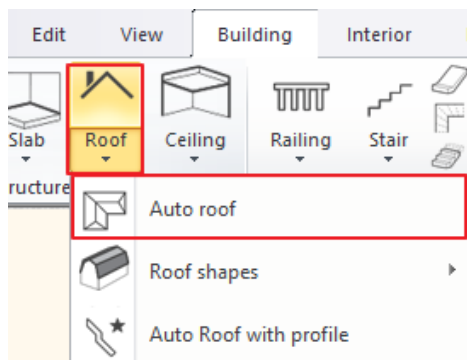 Edit View Building Interior
Slab Roof Ceiling Railing Stair
ructure
Auto roof
Roof shapes
Auto Roof with profile